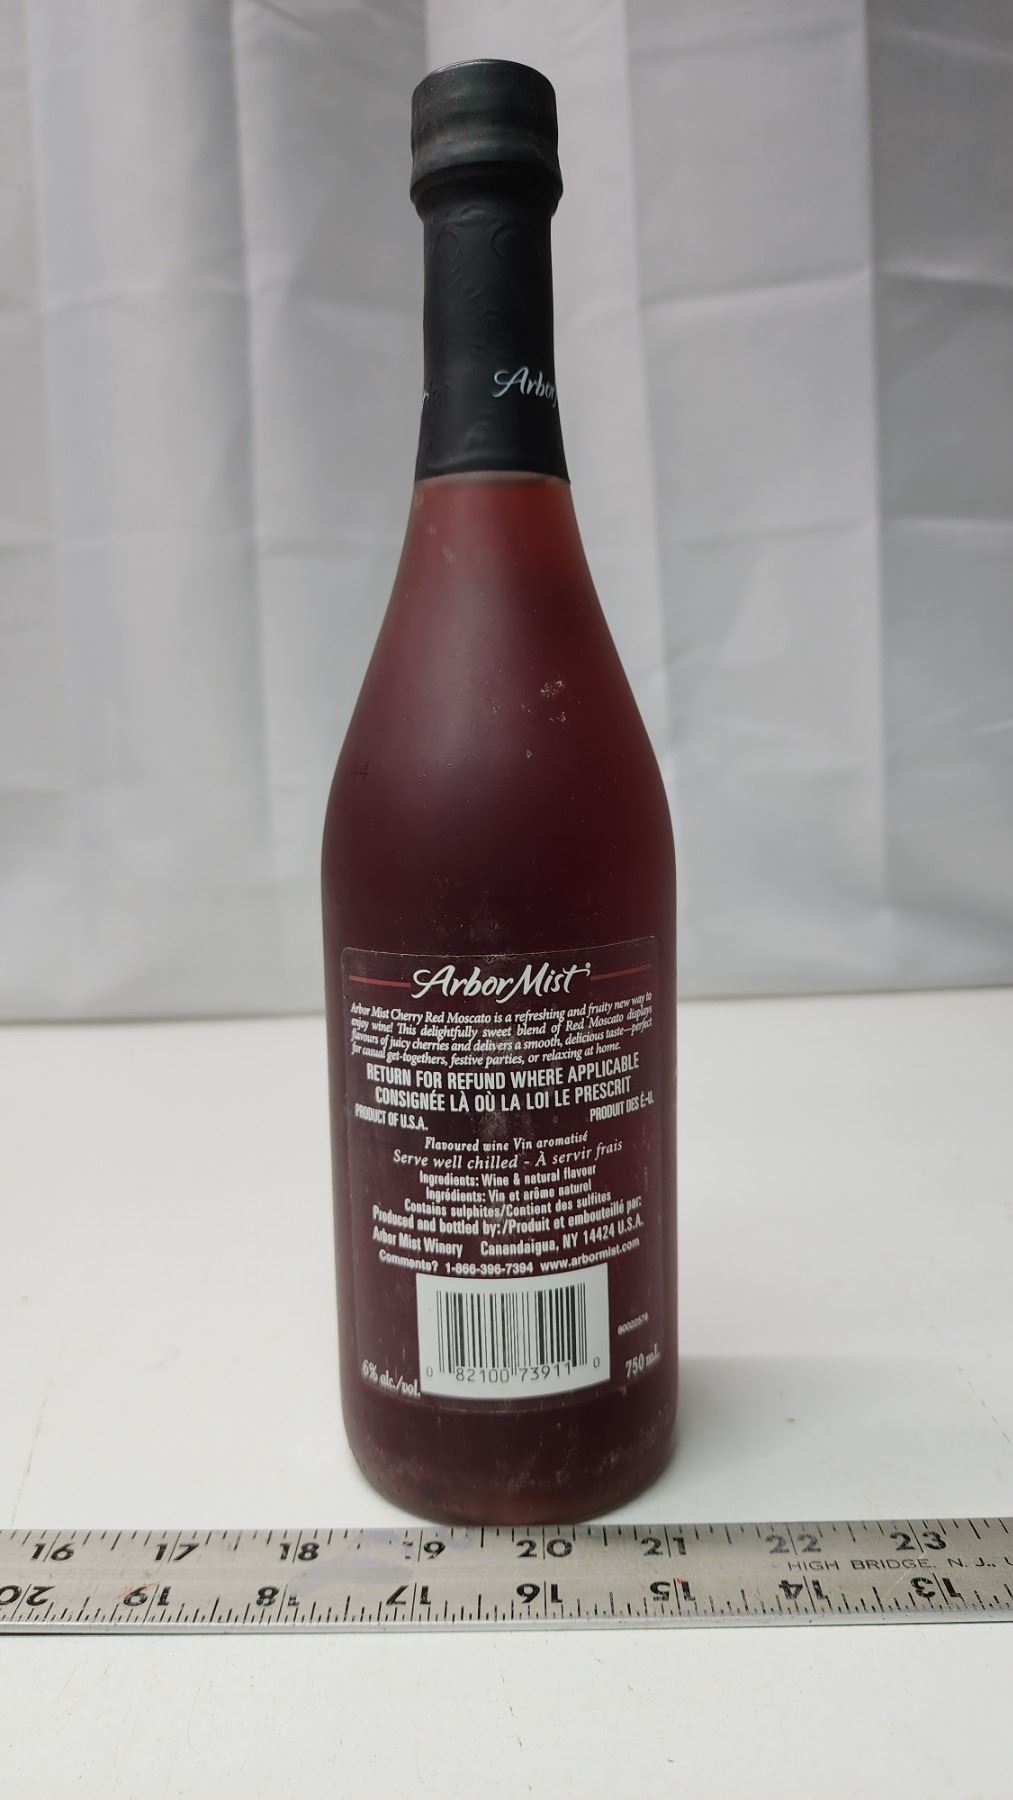 Arbor
44
Arbor Mist
Arbor Mist Cherry Red Moscato is a refreshing and fruity new way to
enjoy wine! This delightfully sweet blend of Red Moscato displays
flavours of juicy cherries and delivers a smooth, delicious taste—perfect
for casual get-togethers, festive parties, or relaxing at home.
RETURN FOR REFUND WHERE APPLICABLE
CONSIGNÉE LÀ OÙ LA LOI LE PRESCRIT
PRODUCT OF U.S.A. PRODUIT DES É-U.
Flavoured wine Vin aromatisé
Serve well chilled - À servir frais
Ingredients: Wine & natural flavour
Ingrédients: Vin et arôme naturel
Contains sulphites/Contient des sulfites
Produced and bottled by:/Produit et embouteillé par:
Arbor Mist Winery Canandaigua, NY 14424 U.S.A.
Comments? 1-866-396-7394 www.arbormist.com
0 82100 73911 0
6% alc./vol. 750 mL
16 17 18 19 20 21 22 23
HIGH BRIDGE, N. J., U
20 19 18 17 16 15 14 13